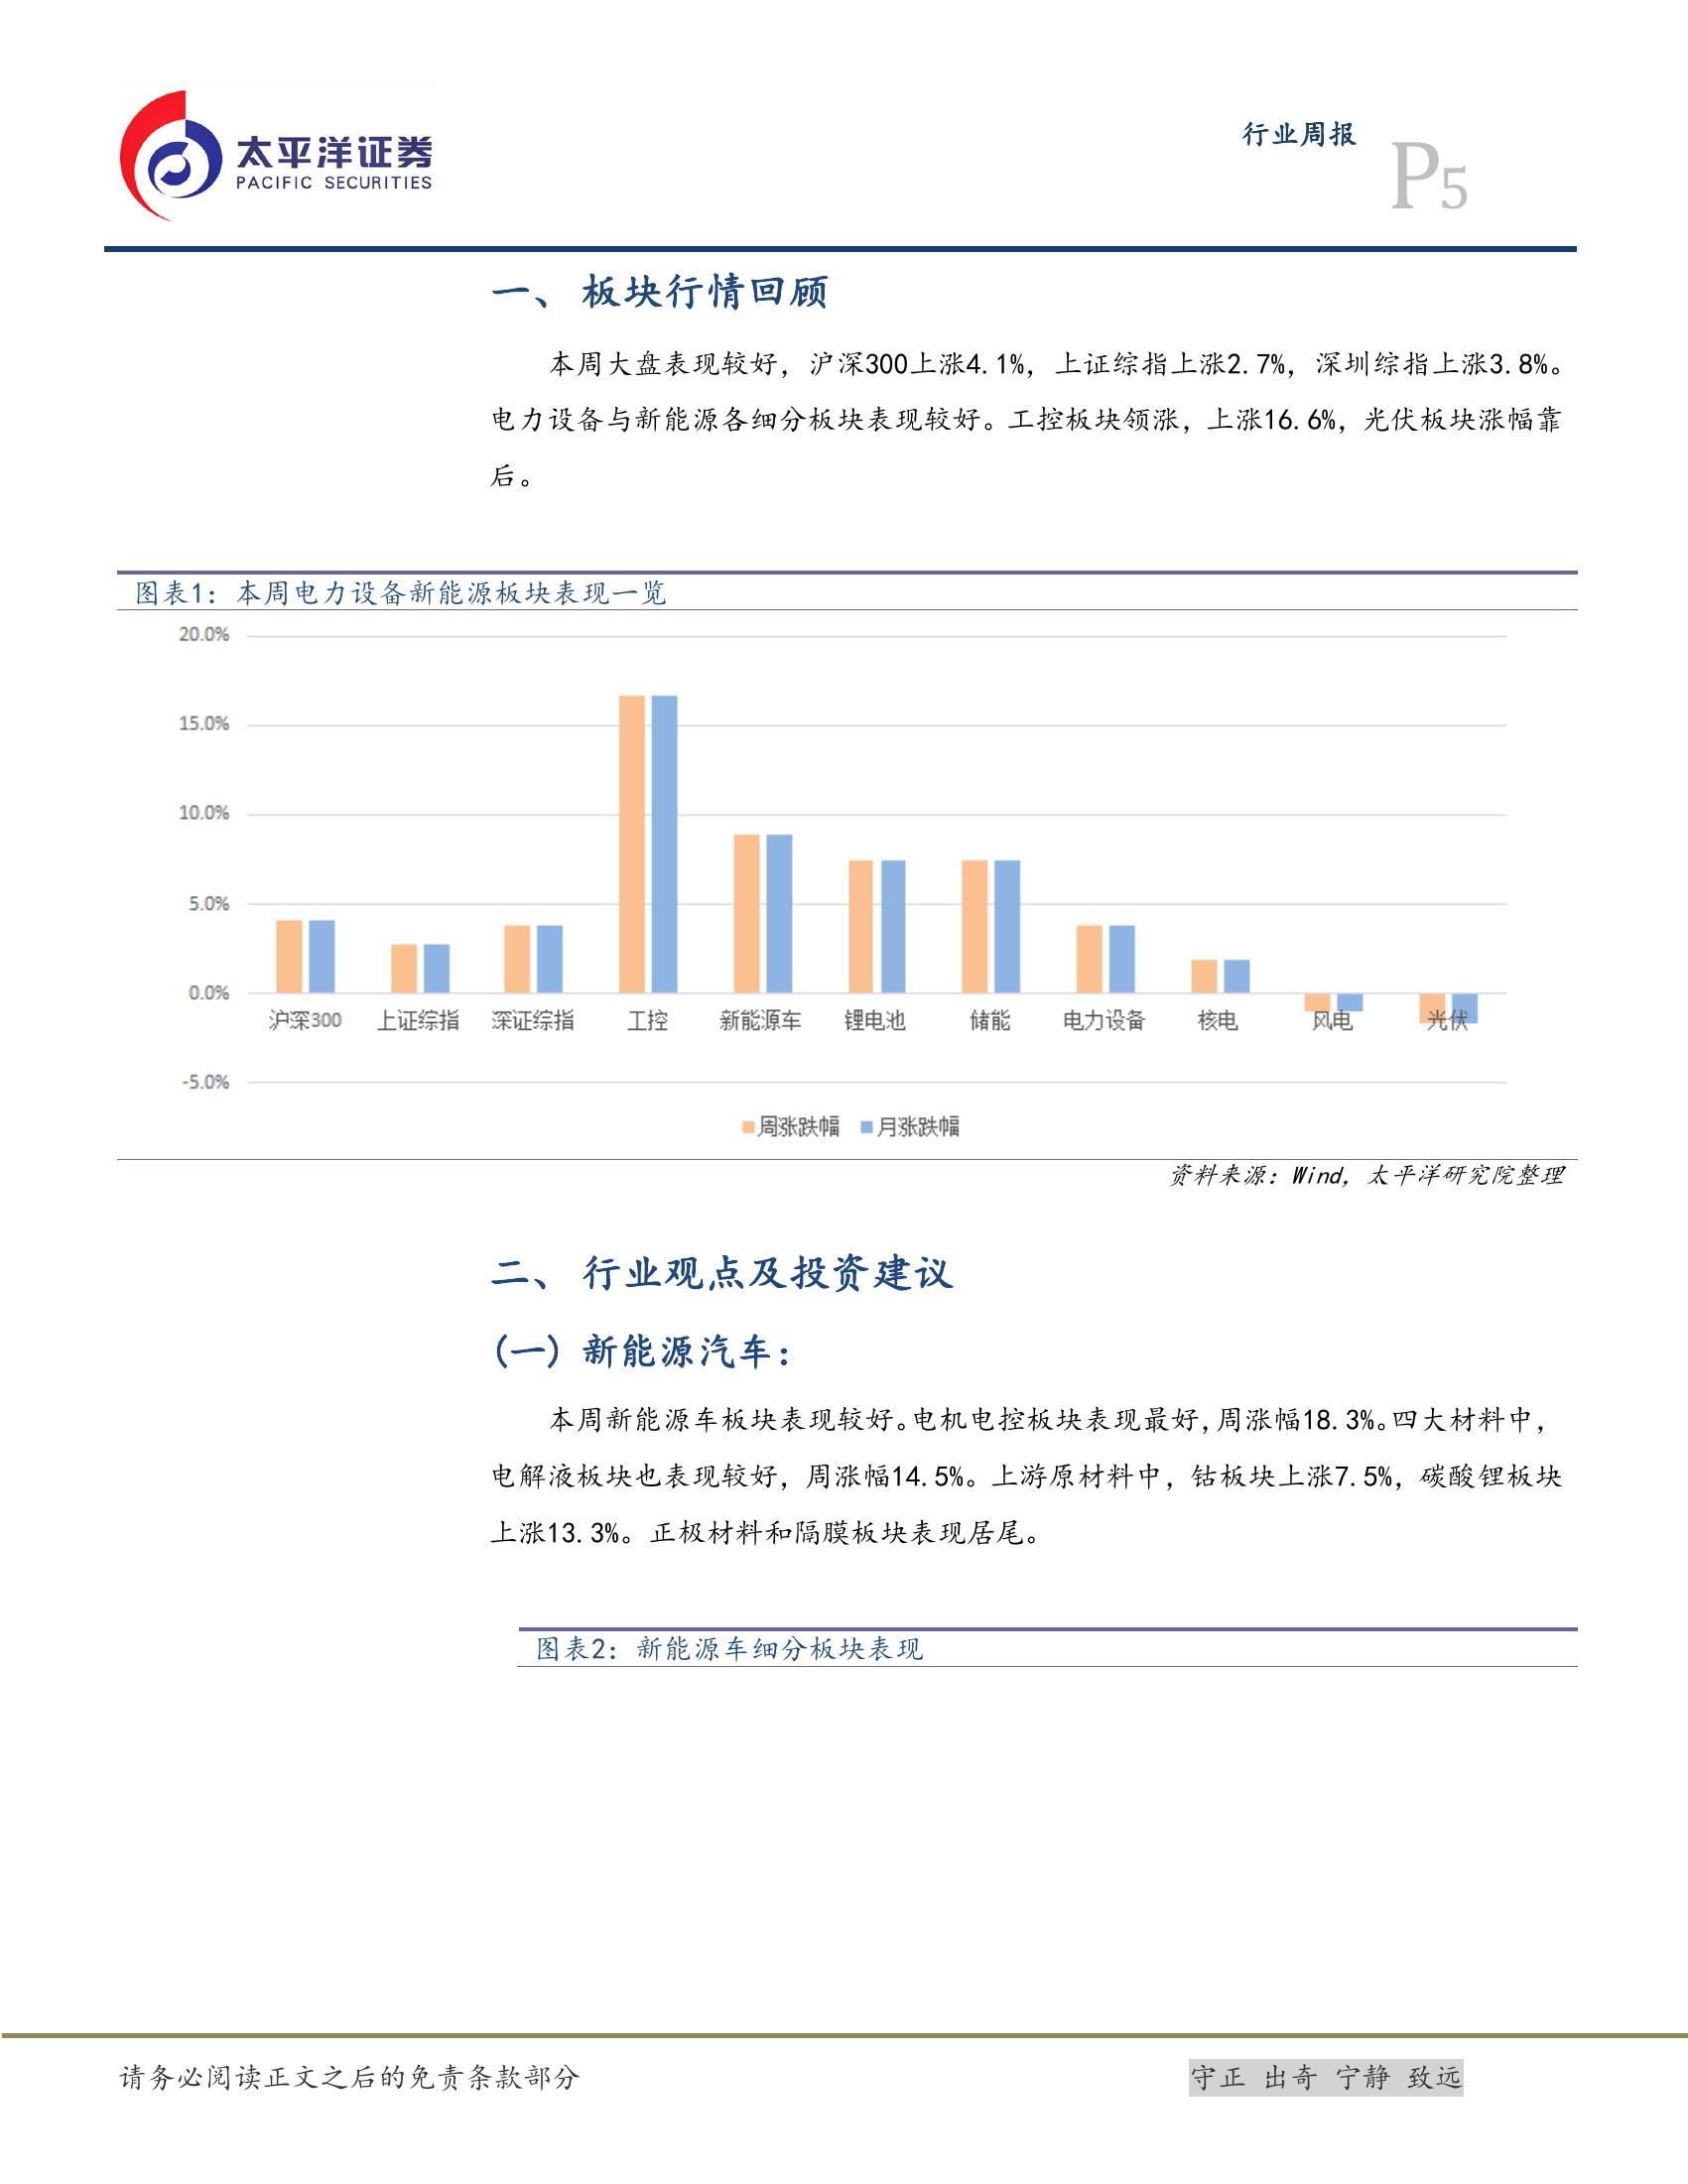 太平洋证券
PACIFIC SECURITIES
行业周报
P5
一、 板块行情回顾
本周大盘表现较好，沪深300上涨4.1%，上证综指上涨2.7%，深圳综指上涨3.8%。
电力设备与新能源各细分板块表现较好。工控板块领涨，上涨16.6%，光伏板块涨幅靠
后。
图表1：本周电力设备新能源板块表现一览
20.0%
15.0%
10.0%
5.0%
0.0%
沪深300 上证综指 深证综指 工控 新能源车 锂电池 储能 电力设备 核电 风电 光伏
-5.0%
周涨跌幅 月涨跌幅
资料来源：Wind，太平洋研究院整理
二、 行业观点及投资建议
(一) 新能源汽车：
本周新能源车板块表现较好。电机电控板块表现最好，周涨幅18.3%。四大材料中，
电解液板块也表现较好，周涨幅14.5%。上游原材料中，钴板块上涨7.5%，碳酸锂板块
上涨13.3%。正极材料和隔膜板块表现居尾。
图表2：新能源车细分板块表现
请务必阅读正文之后的免责条款部分
守正 出奇 宁静 致远